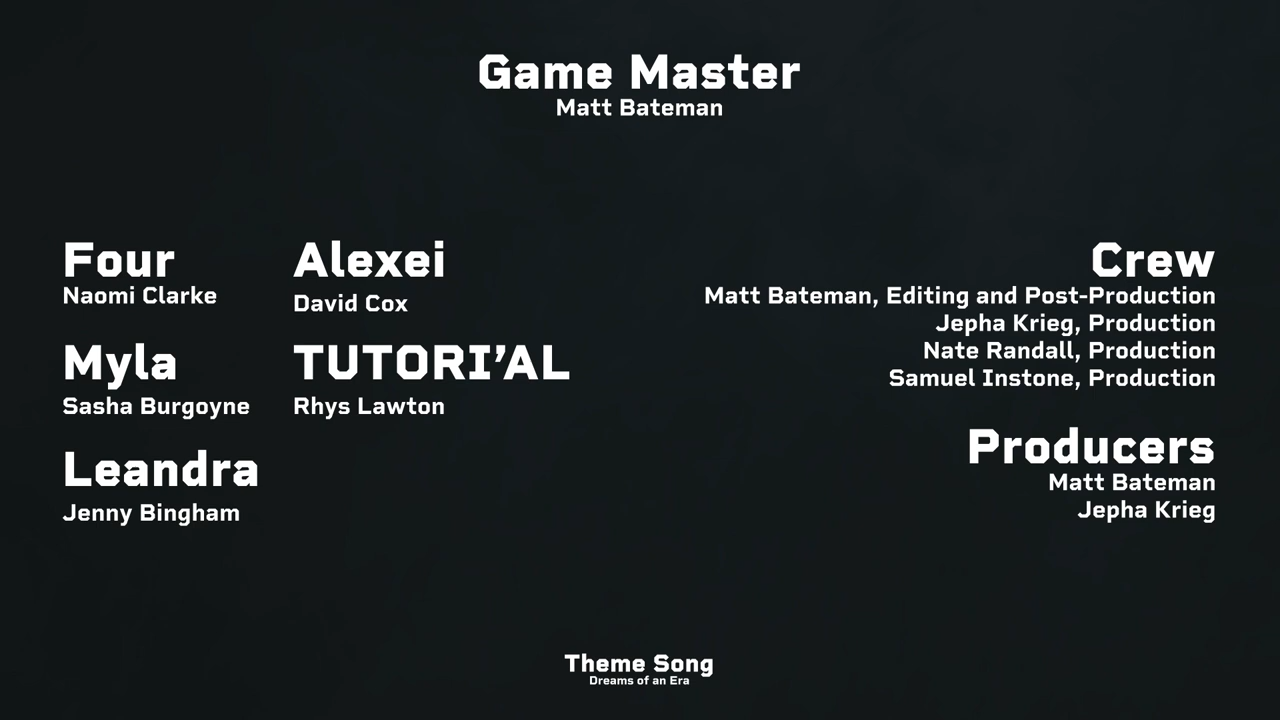 Game Master
Matt Bateman
Four
Naomi Clarke
Myla
Sasha Burgoyne
Leandra
Jenny Bingham
Alexei
David Cox
TUTORI’AL
Rhys Lawton
Crew
Matt Bateman, Editing and Post-Production
Jepha Krieg, Production
Nate Randall, Production
Samuel Instone, Production
Producers
Matt Bateman
Jepha Krieg
Theme Song
Dreams of an Era